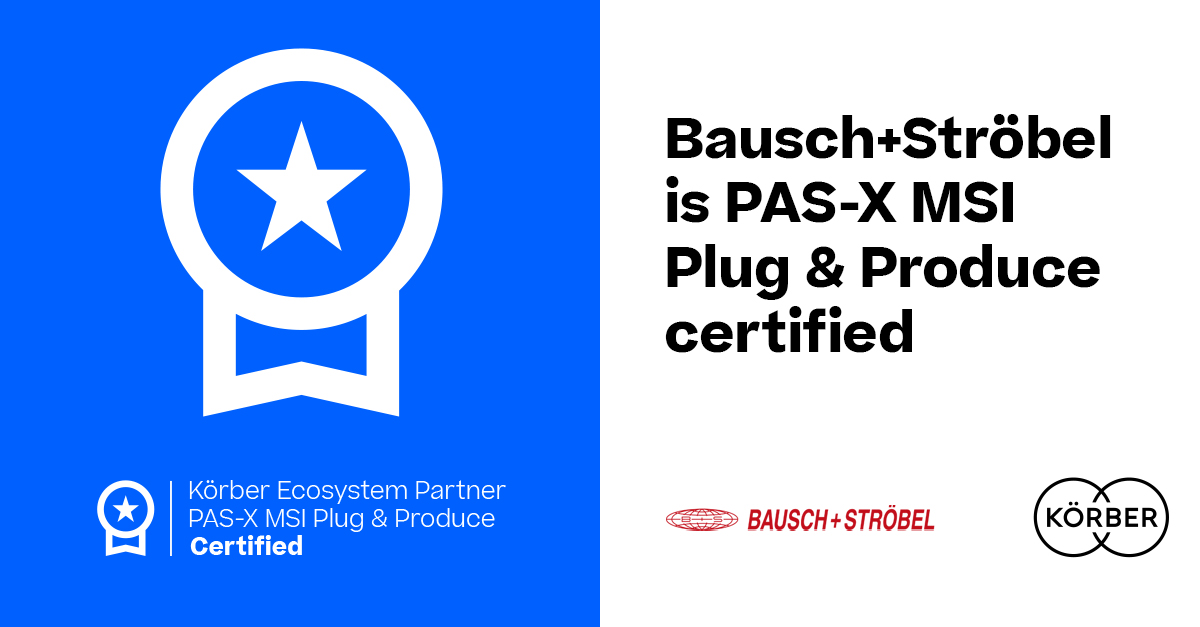 Bausch+Ströbel
is PAS-X MSI
Plug & Produce
certified
Körber Ecosystem Partner
PAS-X MSI Plug & Produce
Certified
B+S BAUSCH + STRÖBEL
KÖRBER